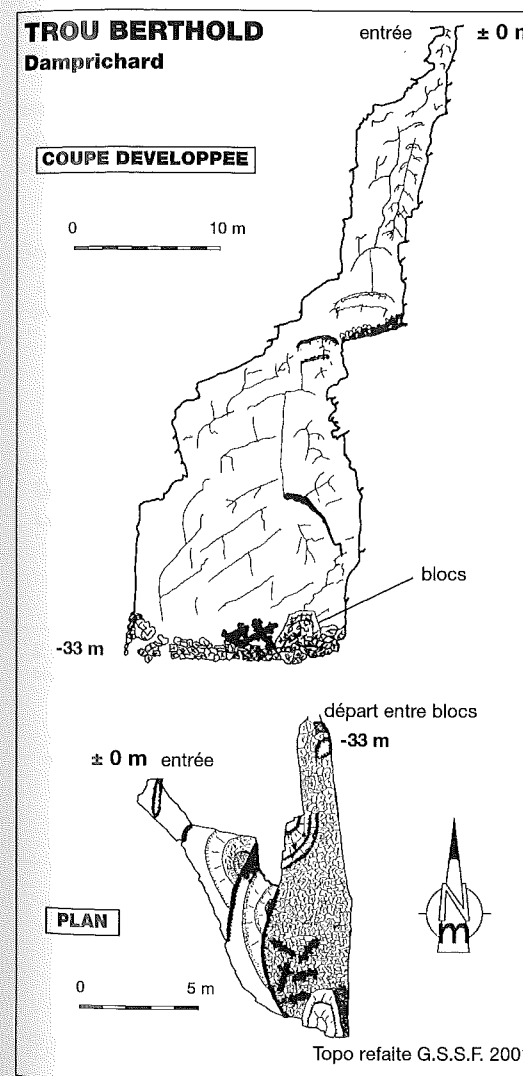 TROU BERTHOLD
Damprichard
entrée ± 0 m
COUPE DEVELOPPEE
0 10 m
blocs
-33 m
départ entre blocs
-33 m
± 0 m entrée
PLAN
N
m
0 5 m
Topo refaite G.S.S.F.